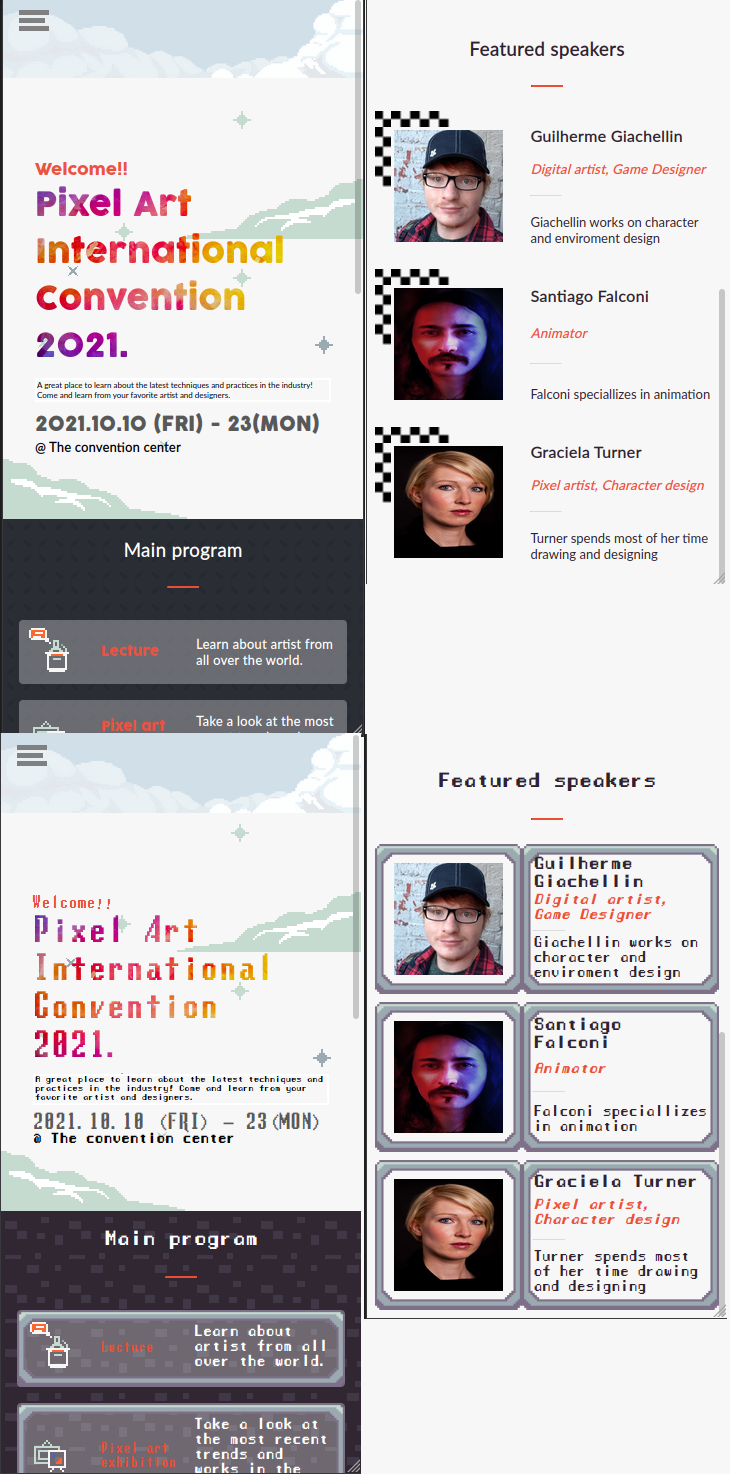 Welcome!!
Pixel Art
International
Convention
2021.
A great place to learn about the latest techniques and practices in the industry!
Come and learn from your favorite artist and designers.
2021.10.10 (FRI) - 23(MON)
@ The convention center
Main program
Lecture
Learn about artist from
all over the world.
Pixel art
Take a look at the most
Featured speakers
Guilherme Giachellin
Digital artist, Game Designer
Giachellin works on character
and enviroment design
Santiago Falconi
Animator
Falconi speciallizes in animation
Graciela Turner
Pixel artist, Character design
Turner spends most of her time
drawing and designing
Welcome!!
Pixel Art
International
Convention
2021.
A great place to learn about the latest techniques and
practices in the industry! Come and learn from your
favorite artist and designers.
2021.10.10 (FRI) - 23(MON)
@ The convention center
Main program
Lecture
Learn about
artist from all
over the world.
Pixel art
exhibition
Take a look at
the most recent
trends and
works in the
Featured speakers
Guilherme
Giachellin
Digital artist,
Game Designer
Giachellin works on
character and
enviroment design
Santiago
Falconi
Animator
Falconi speciallizes
in animation
Graciela Turner
Pixel artist,
Character design
Turner spends most
of her time drawing
and designing